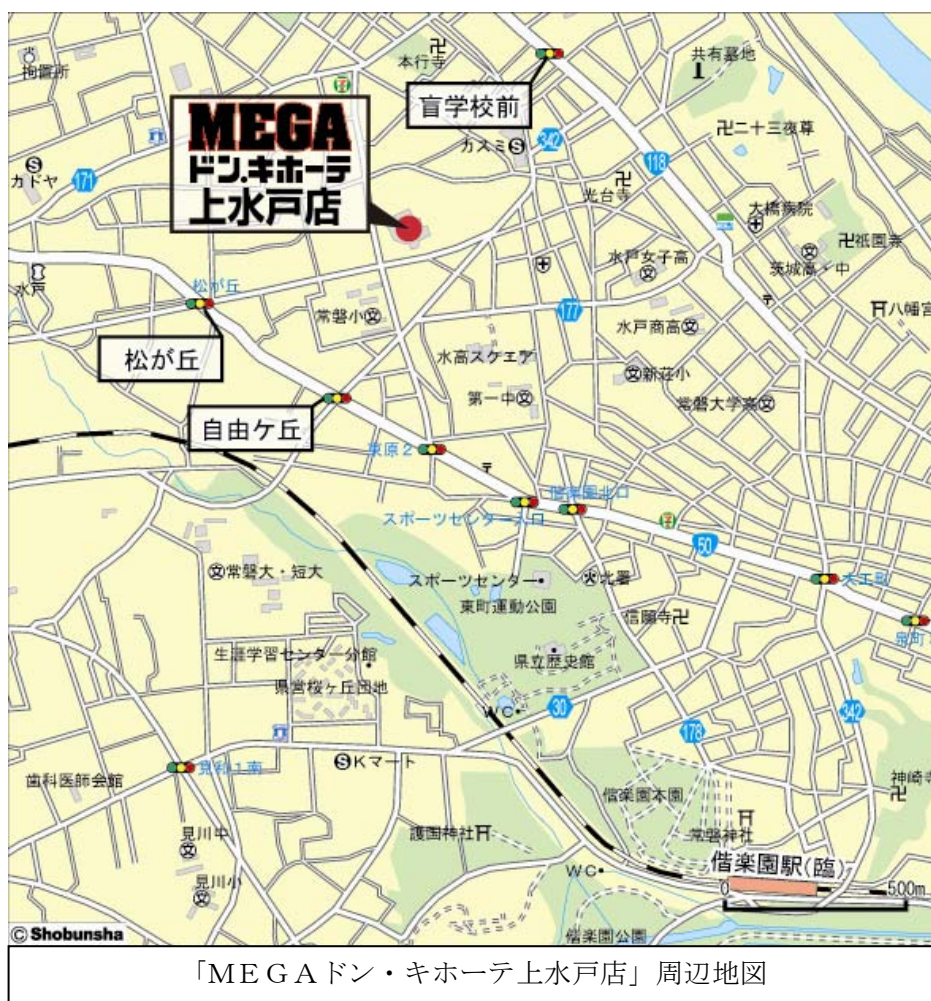 本行寺
共有墓地
拘置所
盲学校前
MEGA
ドン.キホーテ
上水戸店
カスミ
342
118
二十三夜尊
カドヤ
171
光台寺
大橋病院
祇園寺
水戸女子高
茨城高・中
水戸
松が丘
常磐小
177
水戸商高
八幡宮
松が丘
水高スクエア
新荘小
第一中
常磐大学高
自由ケ丘
東原2
スポーツセンター入口
偕楽園北口
50
大工町
常磐大・短大
スポーツセンター
北署
東町運動公園
信願寺
泉町1
生涯学習センター分館
県立歴史館
県営桜ヶ丘団地
WC
30
178
342
見和1南
Kマート
歯科医師会館
神崎寺
偕楽園本園
見川中
護国神社
常磐神社
偕楽園駅(臨)
WC
見川小
0
500m
© Shobunsha
偕楽園公園
「MEGAドン・キホーテ上水戸店」周辺地図